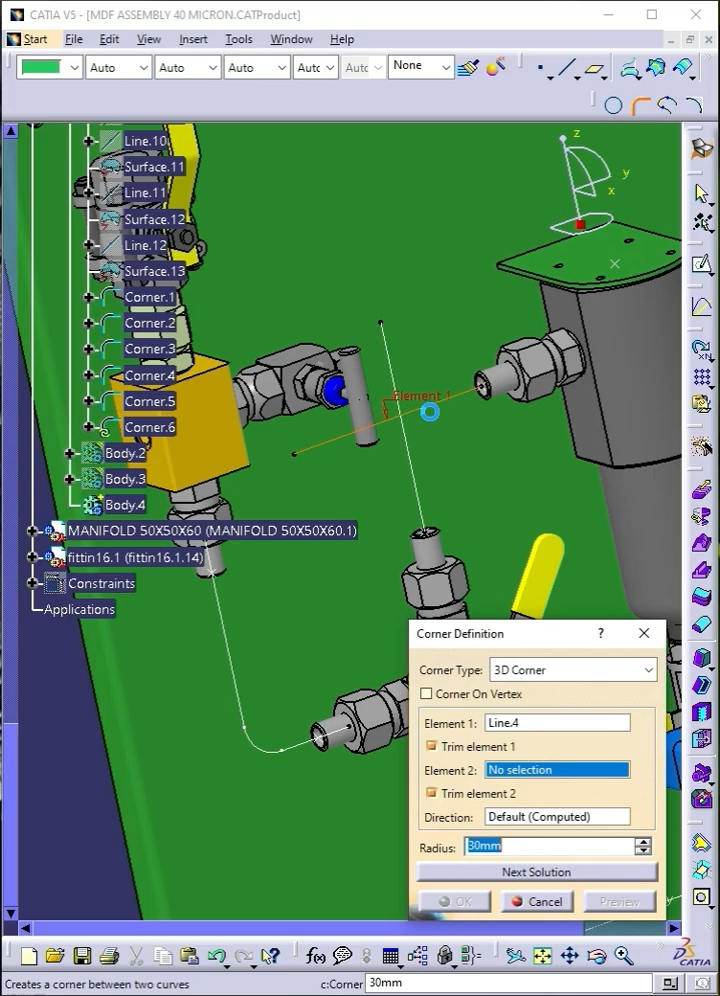 CATIA V5 - [MDF ASSEMBLY 40 MICRON.CATProduct]
Start File Edit View Insert Tools Window Help
Auto Auto Auto Autc Autc None
Line.10
Surface.11
Line.11
Surface.12
Line.12
Surface.13
Corner.1
Corner.2
Corner.3
Corner.4
Corner.5
Corner.6
Body.2
Body.3
Body.4
MANIFOLD 50X50X60 (MANIFOLD 50X50X60.1)
fittin16.1 (fittin16.1.14)
Constraints
Applications
z
y
x
Element 1
Corner Definition ?
Corner Type: 3D Corner
Corner On Vertex
Element 1: Line.4
Trim element 1
Element 2: No selection
Trim element 2
Direction: Default (Computed)
Radius: 30mm
Next Solution
OK Cancel Preview
f(x)
CATIA
Creates a corner between two curves c:Corner 30mm